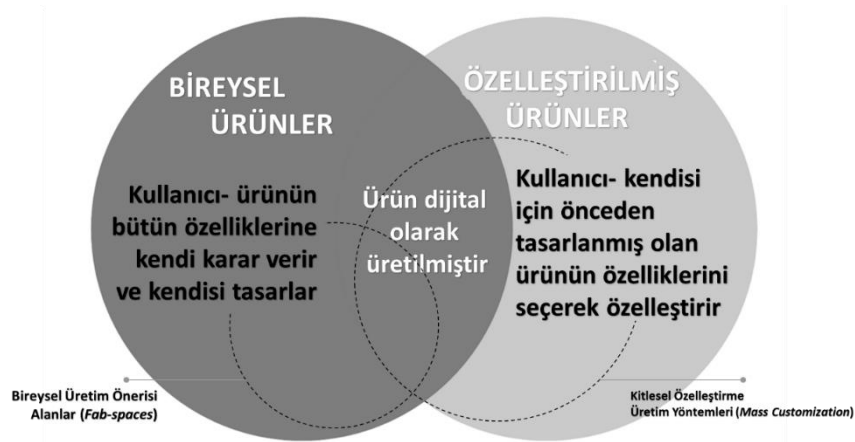 BİREYSEL
ÜRÜNLER
Kullanıcı- ürünün
bütün özelliklerine
kendi karar verir
ve kendisi tasarlar
Ürün dijital
olarak
üretilmiştir
ÖZELLEŞTİRİLMİŞ
ÜRÜNLER
Kullanıcı- kendisi
için önceden
tasarlanmış olan
ürünün özelliklerini
seçerek özelleştirir
Bireysel Üretim Önerisi
Alanlar (Fab-spaces)
Kitlesel Özelleştirme
Üretim Yöntemleri (Mass Customization)